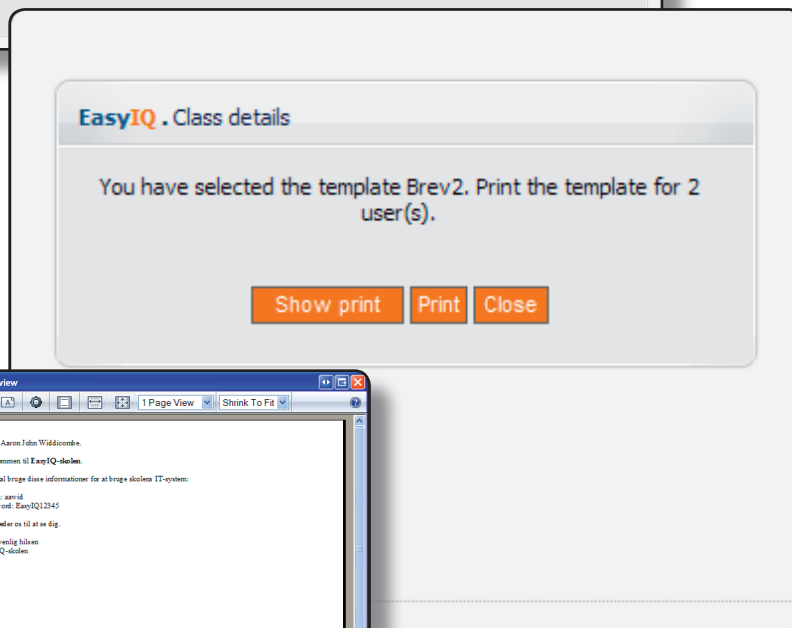 EasyIQ . Class details
You have selected the template Brev2. Print the template for 2
user(s).
Show print Print Close
view
1 Page View Shrink To Fit
Aaron John Widdicombe.
mmen til EasyIQ-skolen.
al bruge disse informationer for at bruge skolens IT-system:
: aawid
ord: EasyIQ12345
eder os til at se dig.
venlig hilsen
Q-skolen